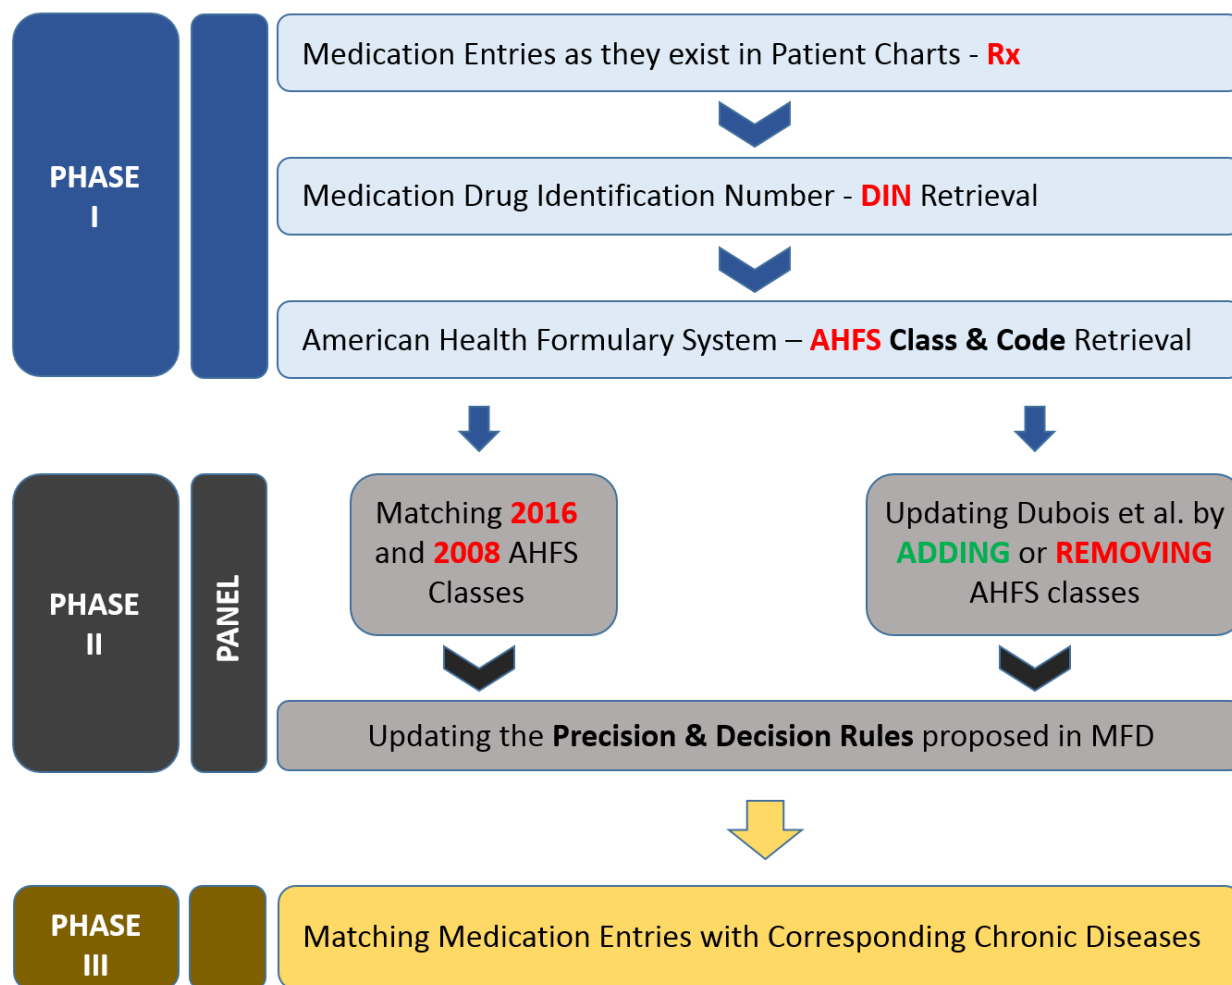 PHASE
I
Medication Entries as they exist in Patient Charts - Rx
Medication Drug Identification Number - DIN Retrieval
American Health Formulary System – AHFS Class & Code Retrieval
PHASE
II
PANEL
Matching 2016
and 2008 AHFS
Classes
Updating Dubois et al. by
ADDING or REMOVING
AHFS classes
Updating the Precision & Decision Rules proposed in MFD
PHASE
III
Matching Medication Entries with Corresponding Chronic Diseases